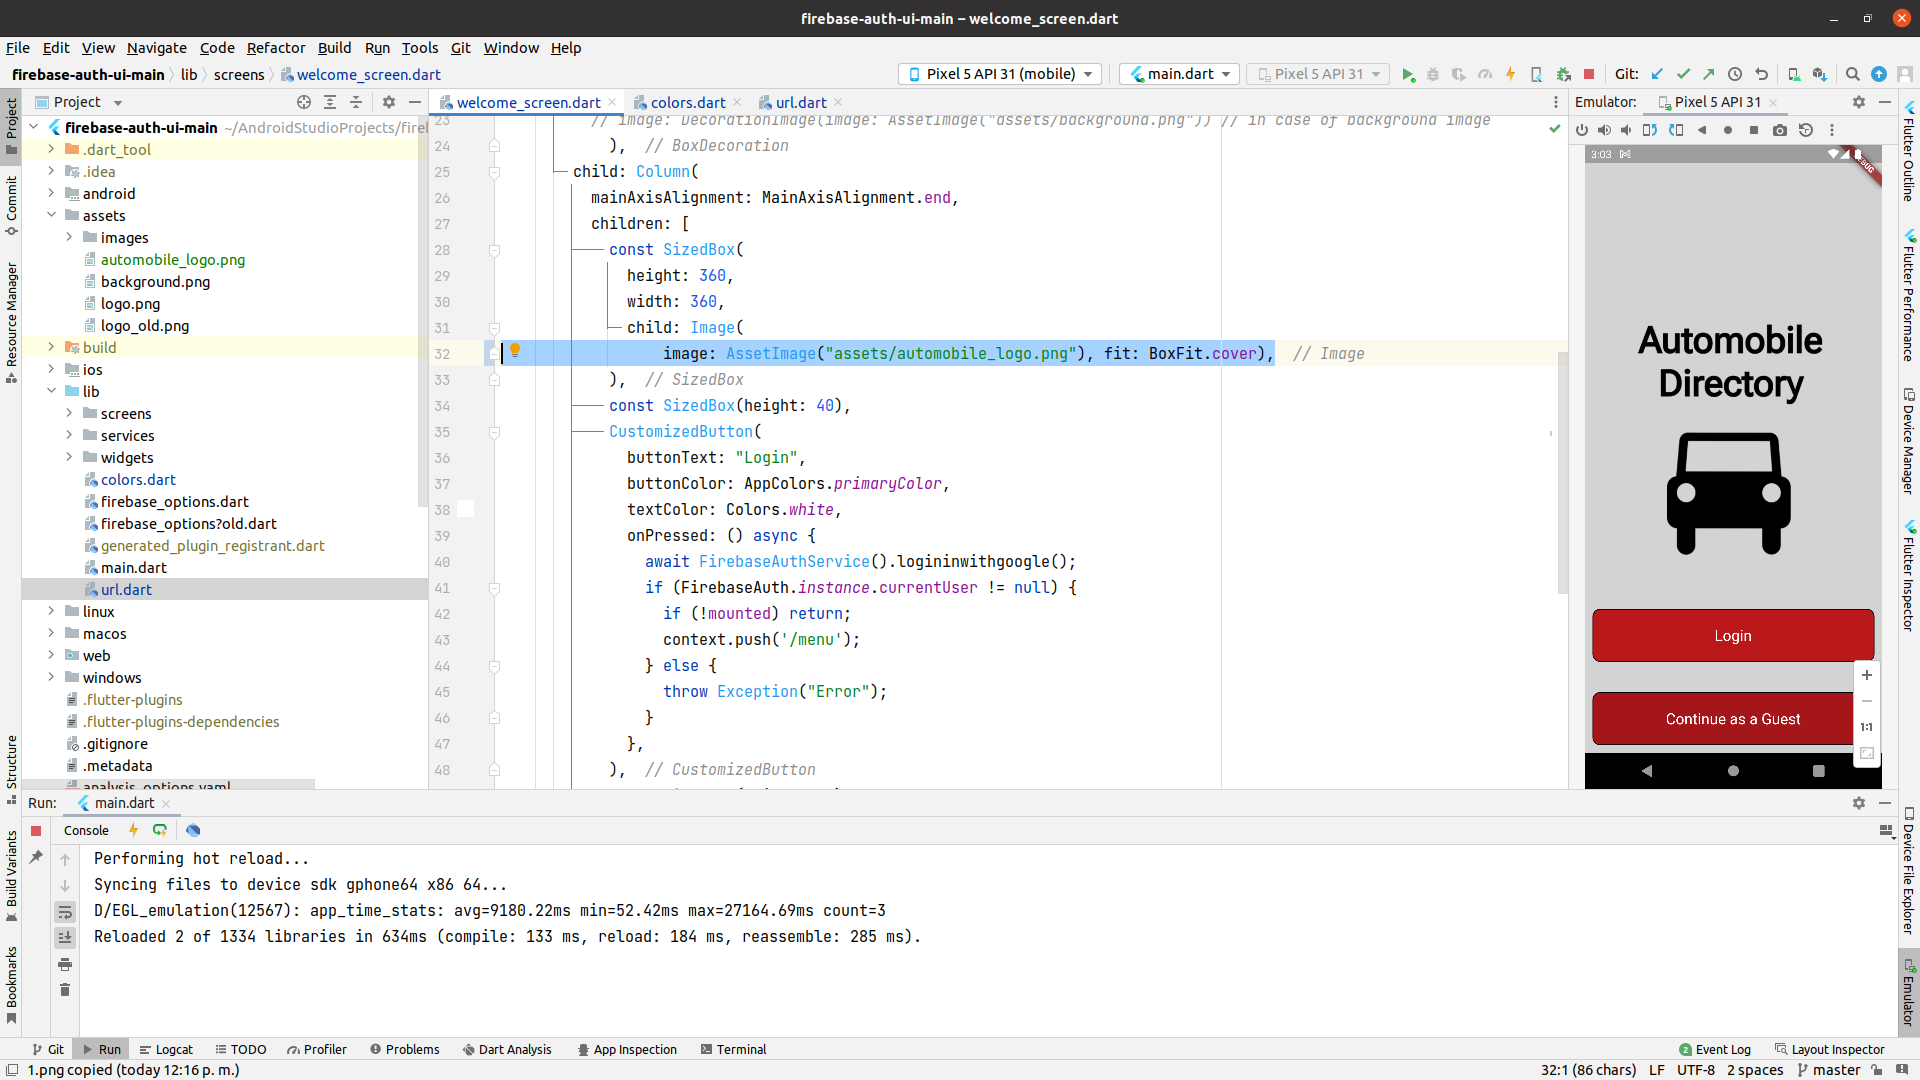 firebase-auth-ui-main – welcome_screen.dart
File Edit View Navigate Code Refactor Build Run Tools Git Window Help
firebase-auth-ui-main lib screens welcome_screen.dart
Pixel 5 API 31 (mobile) main.dart Pixel 5 API 31 Git:
Project
welcome_screen.dart colors.dart url.dart
Emulator: Pixel 5 API 31
firebase-auth-ui-main ~/AndroidStudioProjects/firel
.dart_tool
.idea
android
assets
images
automobile_logo.png
background.png
logo.png
logo_old.png
build
ios
lib
screens
services
widgets
colors.dart
firebase_options.dart
firebase_options?old.dart
generated_plugin_registrant.dart
main.dart
url.dart
linux
macos
web
windows
.flutter-plugins
.flutter-plugins-dependencies
.gitignore
.metadata
analysis_options.yaml
23 // image: DecorationImage(image: AssetImage("assets/background.png")) // in case of background image
24 ), // BoxDecoration
25 child: Column(
26 mainAxisAlignment: MainAxisAlignment.end,
27 children: [
28 const SizedBox(
29 height: 360,
30 width: 360,
31 child: Image(
32 image: AssetImage("assets/automobile_logo.png"), fit: BoxFit.cover), // Image
33 ), // SizedBox
34 const SizedBox(height: 40),
35 CustomizedButton(
36 buttonText: "Login",
37 buttonColor: AppColors.primaryColor,
38 textColor: Colors.white,
39 onPressed: () async {
40 await FirebaseAuthService().logininwithgoogle();
41 if (FirebaseAuth.instance.currentUser != null) {
42 if (!mounted) return;
43 context.push('/menu');
44 } else {
45 throw Exception("Error");
46 }
47 },
48 ), // CustomizedButton
3:03
Automobile
Directory
Login
Continue as a Guest
1:1
Project
Commit
Resource Manager
Structure
Build Variants
Bookmarks
Flutter Outline
Flutter Performance
Device Manager
Flutter Inspector
Device File Explorer
Emulator
Run: main.dart
Console
Performing hot reload...
Syncing files to device sdk gphone64 x86 64...
D/EGL_emulation(12567): app_time_stats: avg=9180.22ms min=52.42ms max=27164.69ms count=3
Reloaded 2 of 1334 libraries in 634ms (compile: 133 ms, reload: 184 ms, reassemble: 285 ms).
Git Run Logcat TODO Profiler Problems Dart Analysis App Inspection Terminal 2 Event Log Layout Inspector
1.png copied (today 12:16 p. m.) 32:1 (86 chars) LF UTF-8 2 spaces master